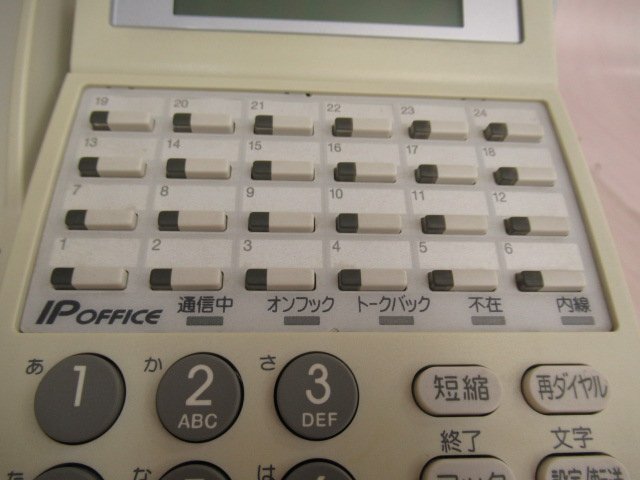 19 20 21 22 23 24
13 14 15 16 17 18
7 8 9 10 11 12
1 2 3 4 5 6
IP OFFICE 通信中 オンフック トークバック 不在 内線
あ 1 か 2 ABC さ 3 DEF 短縮 再ダイヤル
終了 文字
た な は